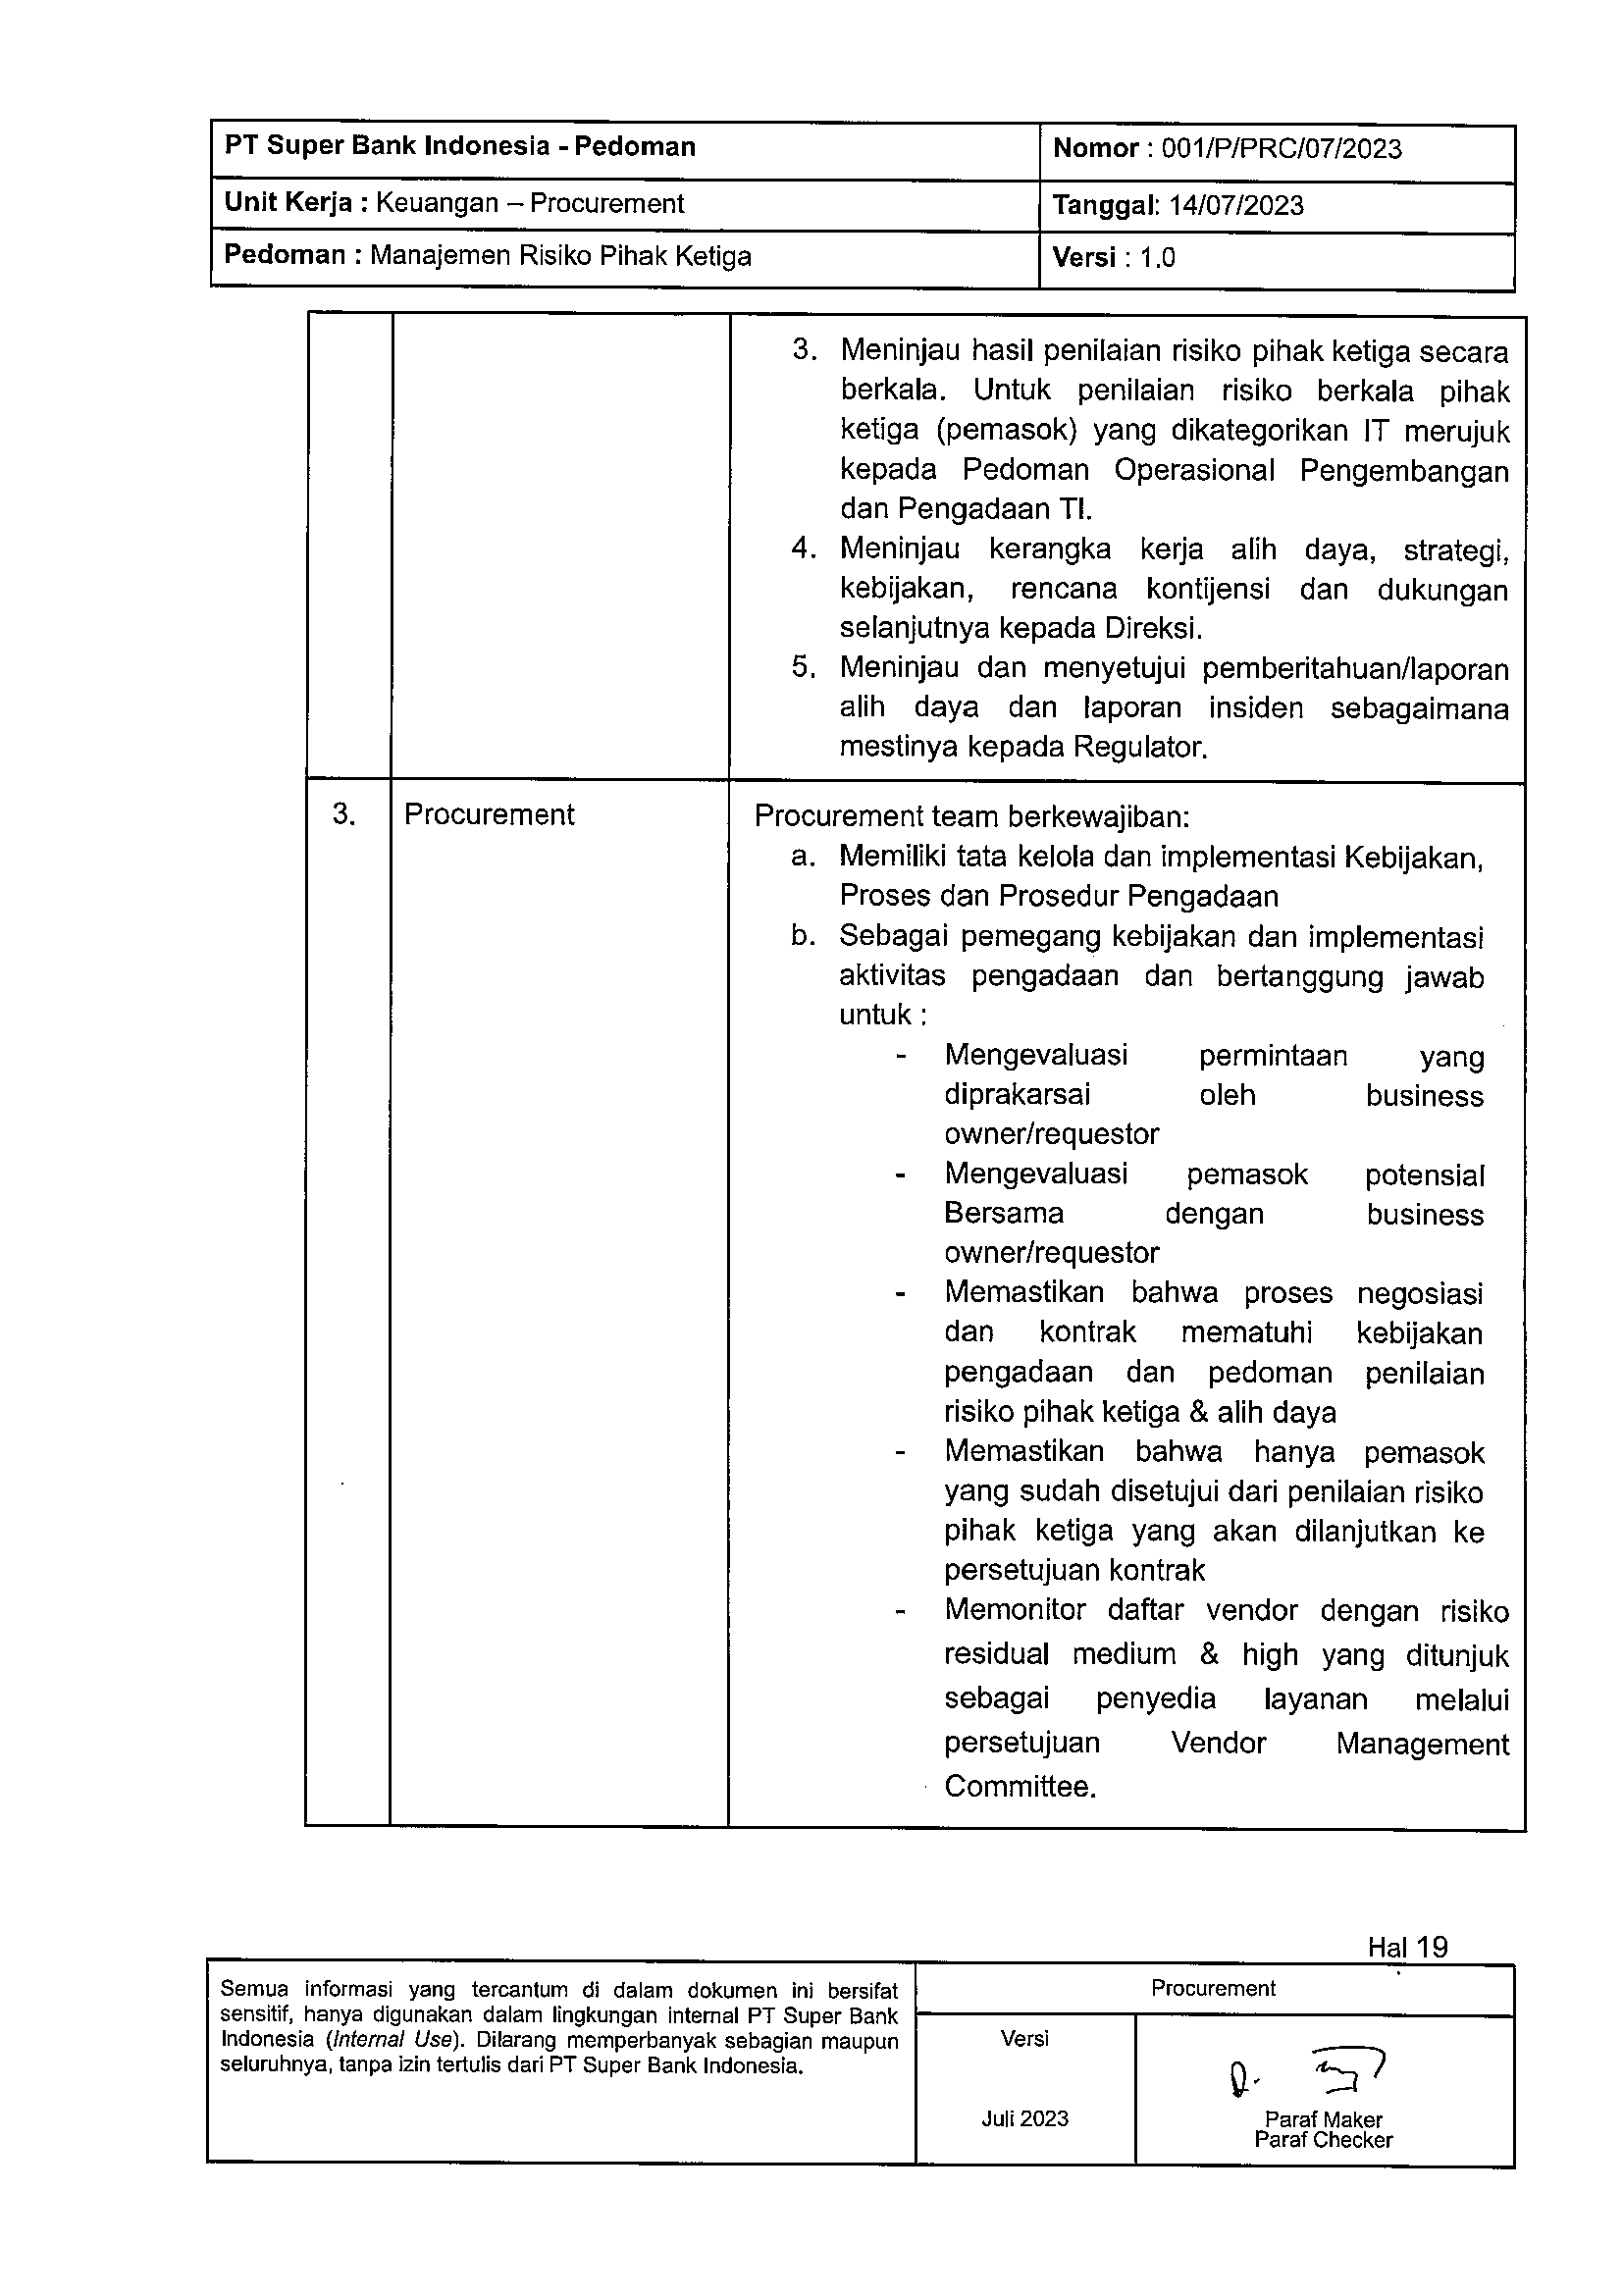 PT Super Bank Indonesia - Pedoman
Nomor : 001/P/PRC/07/2023
Unit Kerja : Keuangan – Procurement
Tanggal: 14/07/2023
Pedoman : Manajemen Risiko Pihak Ketiga
Versi : 1.0
3. Meninjau hasil penilaian risiko pihak ketiga secara
berkala. Untuk penilaian risiko berkala pihak
ketiga (pemasok) yang dikategorikan IT merujuk
kepada Pedoman Operasional Pengembangan
dan Pengadaan TI.
4. Meninjau kerangka kerja alih daya, strategi,
kebijakan, rencana kontijensi dan dukungan
selanjutnya kepada Direksi.
5. Meninjau dan menyetujui pemberitahuan/laporan
alih daya dan laporan insiden sebagaimana
mestinya kepada Regulator.
3. Procurement
Procurement team berkewajiban:
a. Memiliki tata kelola dan implementasi Kebijakan,
Proses dan Prosedur Pengadaan
b. Sebagai pemegang kebijakan dan implementasi
aktivitas pengadaan dan bertanggung jawab
untuk :
- Mengevaluasi permintaan yang
diprakarsai oleh business
owner/requestor
- Mengevaluasi pemasok potensial
Bersama dengan business
owner/requestor
- Memastikan bahwa proses negosiasi
dan kontrak mematuhi kebijakan
pengadaan dan pedoman penilaian
risiko pihak ketiga & alih daya
- Memastikan bahwa hanya pemasok
yang sudah disetujui dari penilaian risiko
pihak ketiga yang akan dilanjutkan ke
persetujuan kontrak
- Memonitor daftar vendor dengan risiko
residual medium & high yang ditunjuk
sebagai penyedia layanan melalui
persetujuan Vendor Management
Committee.
Hal 19
Semua informasi yang tercantum di dalam dokumen ini bersifat
sensitif, hanya digunakan dalam lingkungan internal PT Super Bank
Indonesia (Internal Use). Dilarang memperbanyak sebagian maupun
seluruhnya, tanpa izin tertulis dari PT Super Bank Indonesia.
Procurement
Versi
Juli 2023
Paraf Maker
Paraf Checker